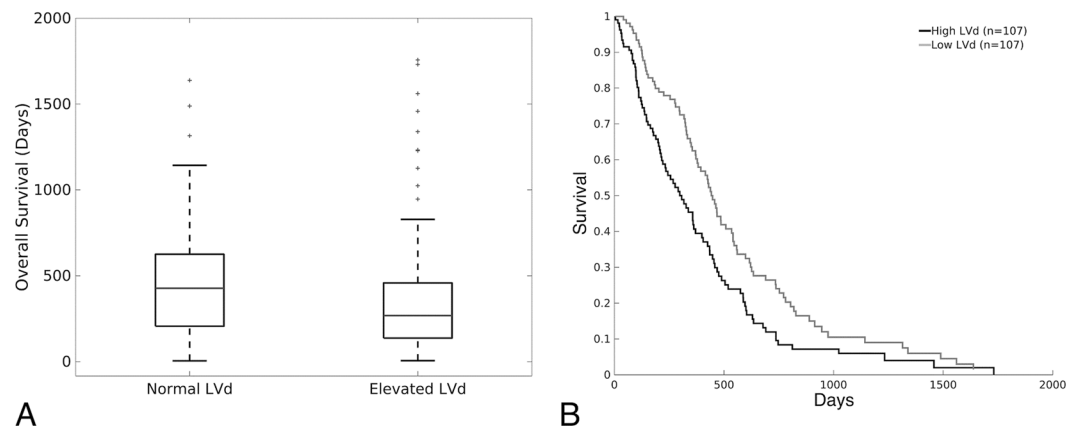 2000
1500
1000
500
0
Overall Survival (Days)
Normal LVd
Elevated LVd
A
1
0.9
0.8
0.7
0.6
0.5
0.4
0.3
0.2
0.1
0
Survival
High LVd (n=107)
Low LVd (n=107)
0
500
1000
1500
2000
Days
B